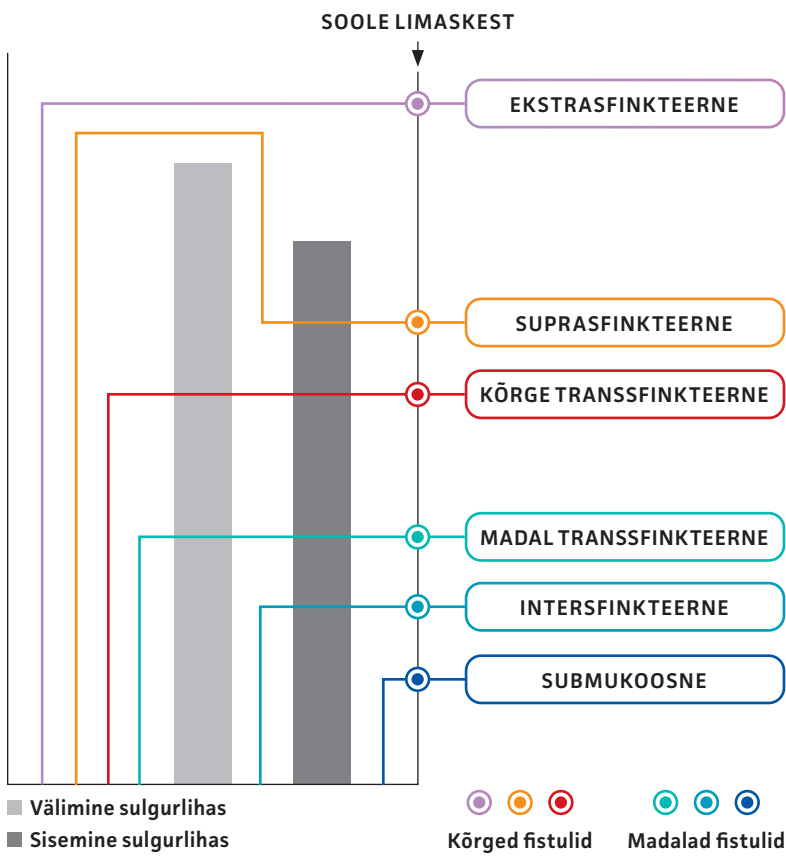 SOOLE LIMASKEST
EKSTRASFINKTEERNE
SUPRASFINKTEERNE
KÕRGE TRANSSFINKTEERNE
MADAL TRANSSFINKTEERNE
INTERSFINKTEERNE
SUBMUKOOSNE
Välimine sulgurlihas
Sisemine sulgurlihas
Kõrged fistulid
Madalad fistulid